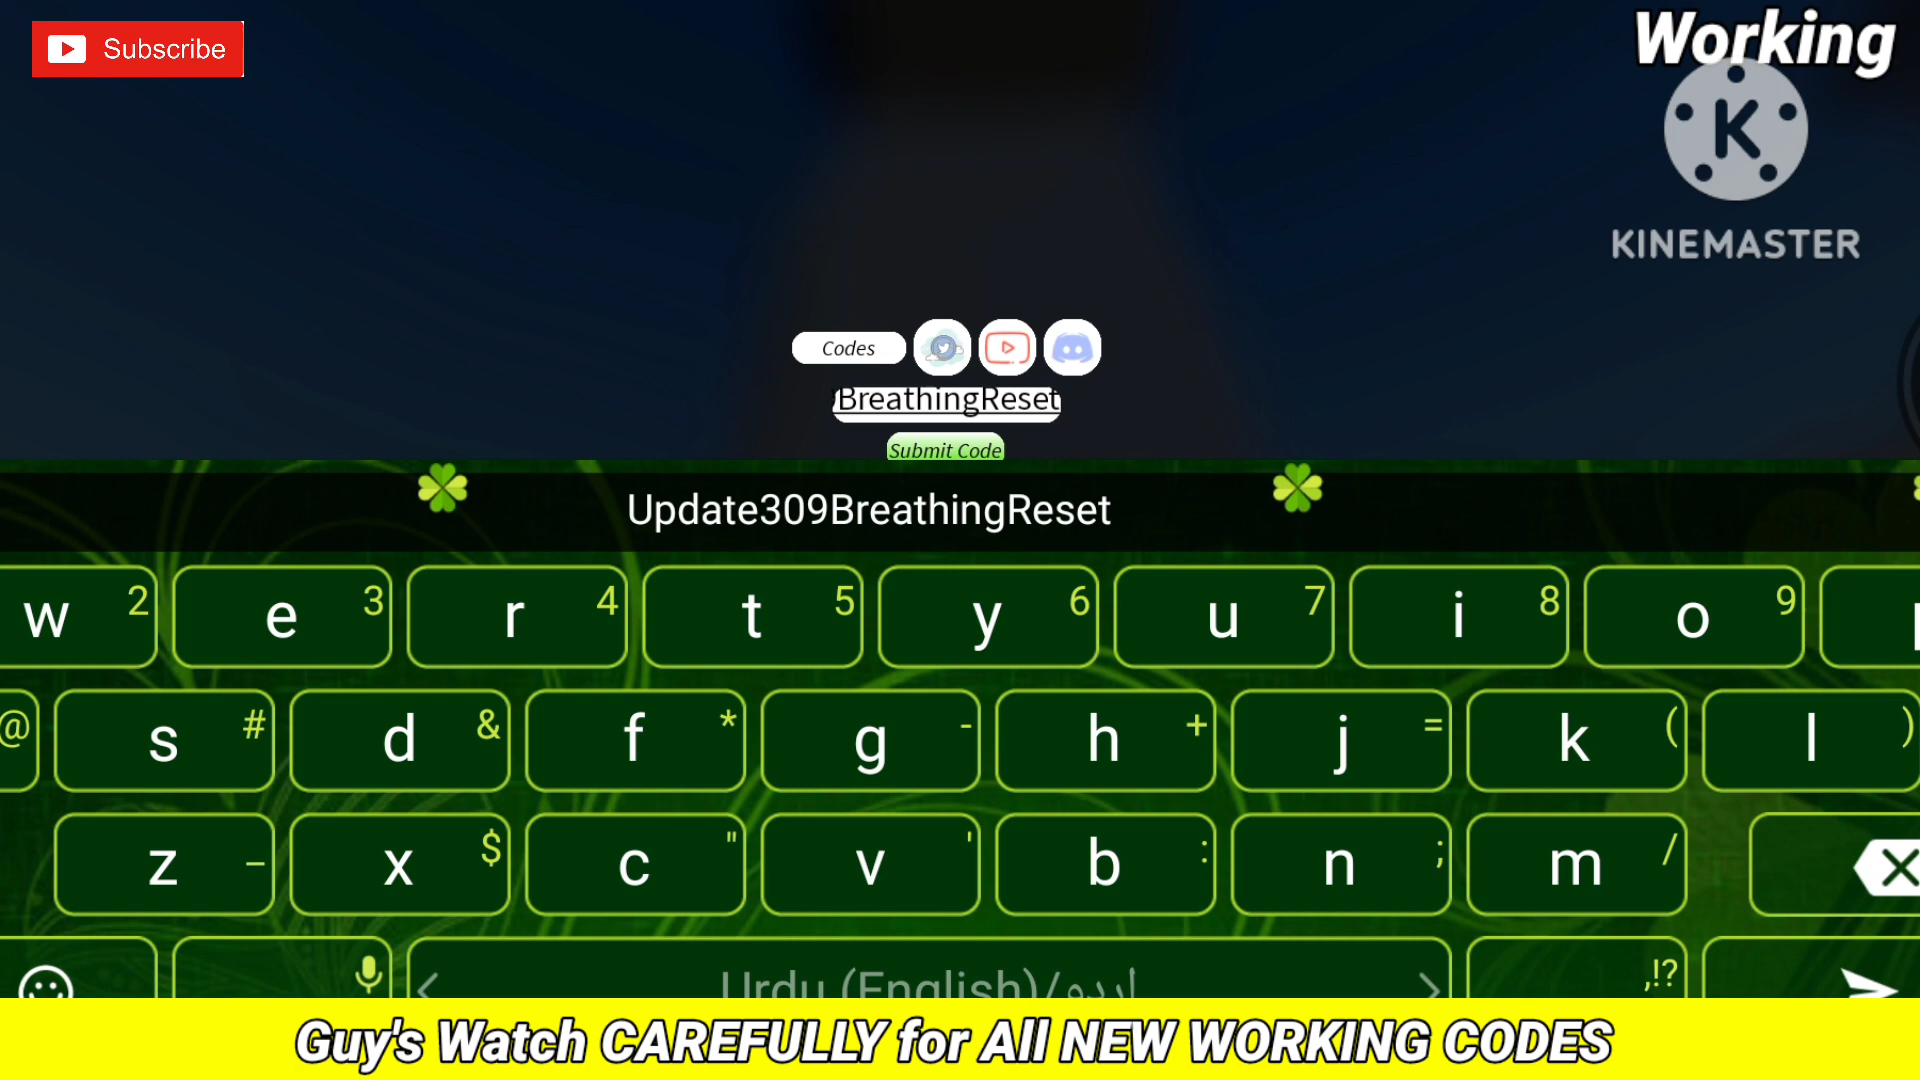 Subscribe
Working
K
KINEMASTER
Codes
BreathingReset
Submit Code
Update309BreathingReset
w 2 e 3 r 4 t 5 y 6 u 7 i 8 o 9
@ s # d & f * g - h + j = k ( l )
z _ x $ c " v ' b : n ; m /
Urdu (English)/اردو ,!?
Guy's Watch CAREFULLY for All NEW WORKING CODES